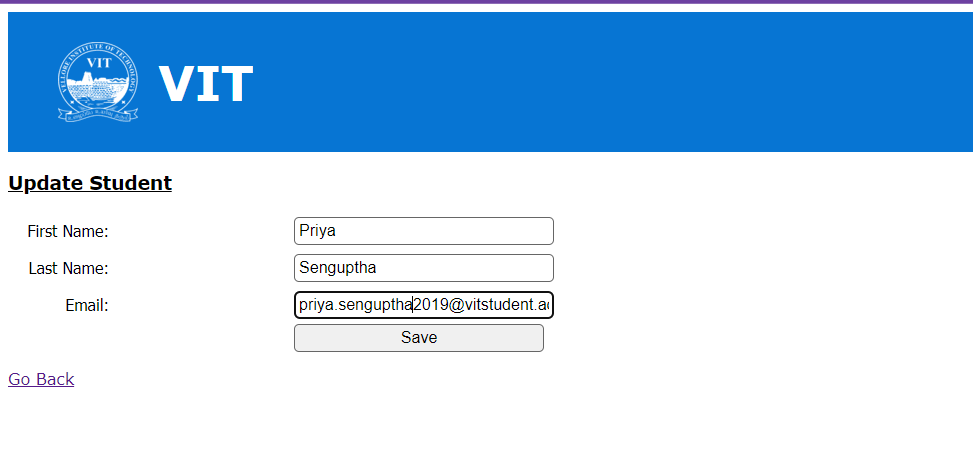 VELLORE INSTITUTE OF TECHNOLOGY
VIT
VIT
Update Student
First Name: Priya
Last Name: Senguptha
Email: priya.senguptha2019@vitstudent.a
Save
Go Back